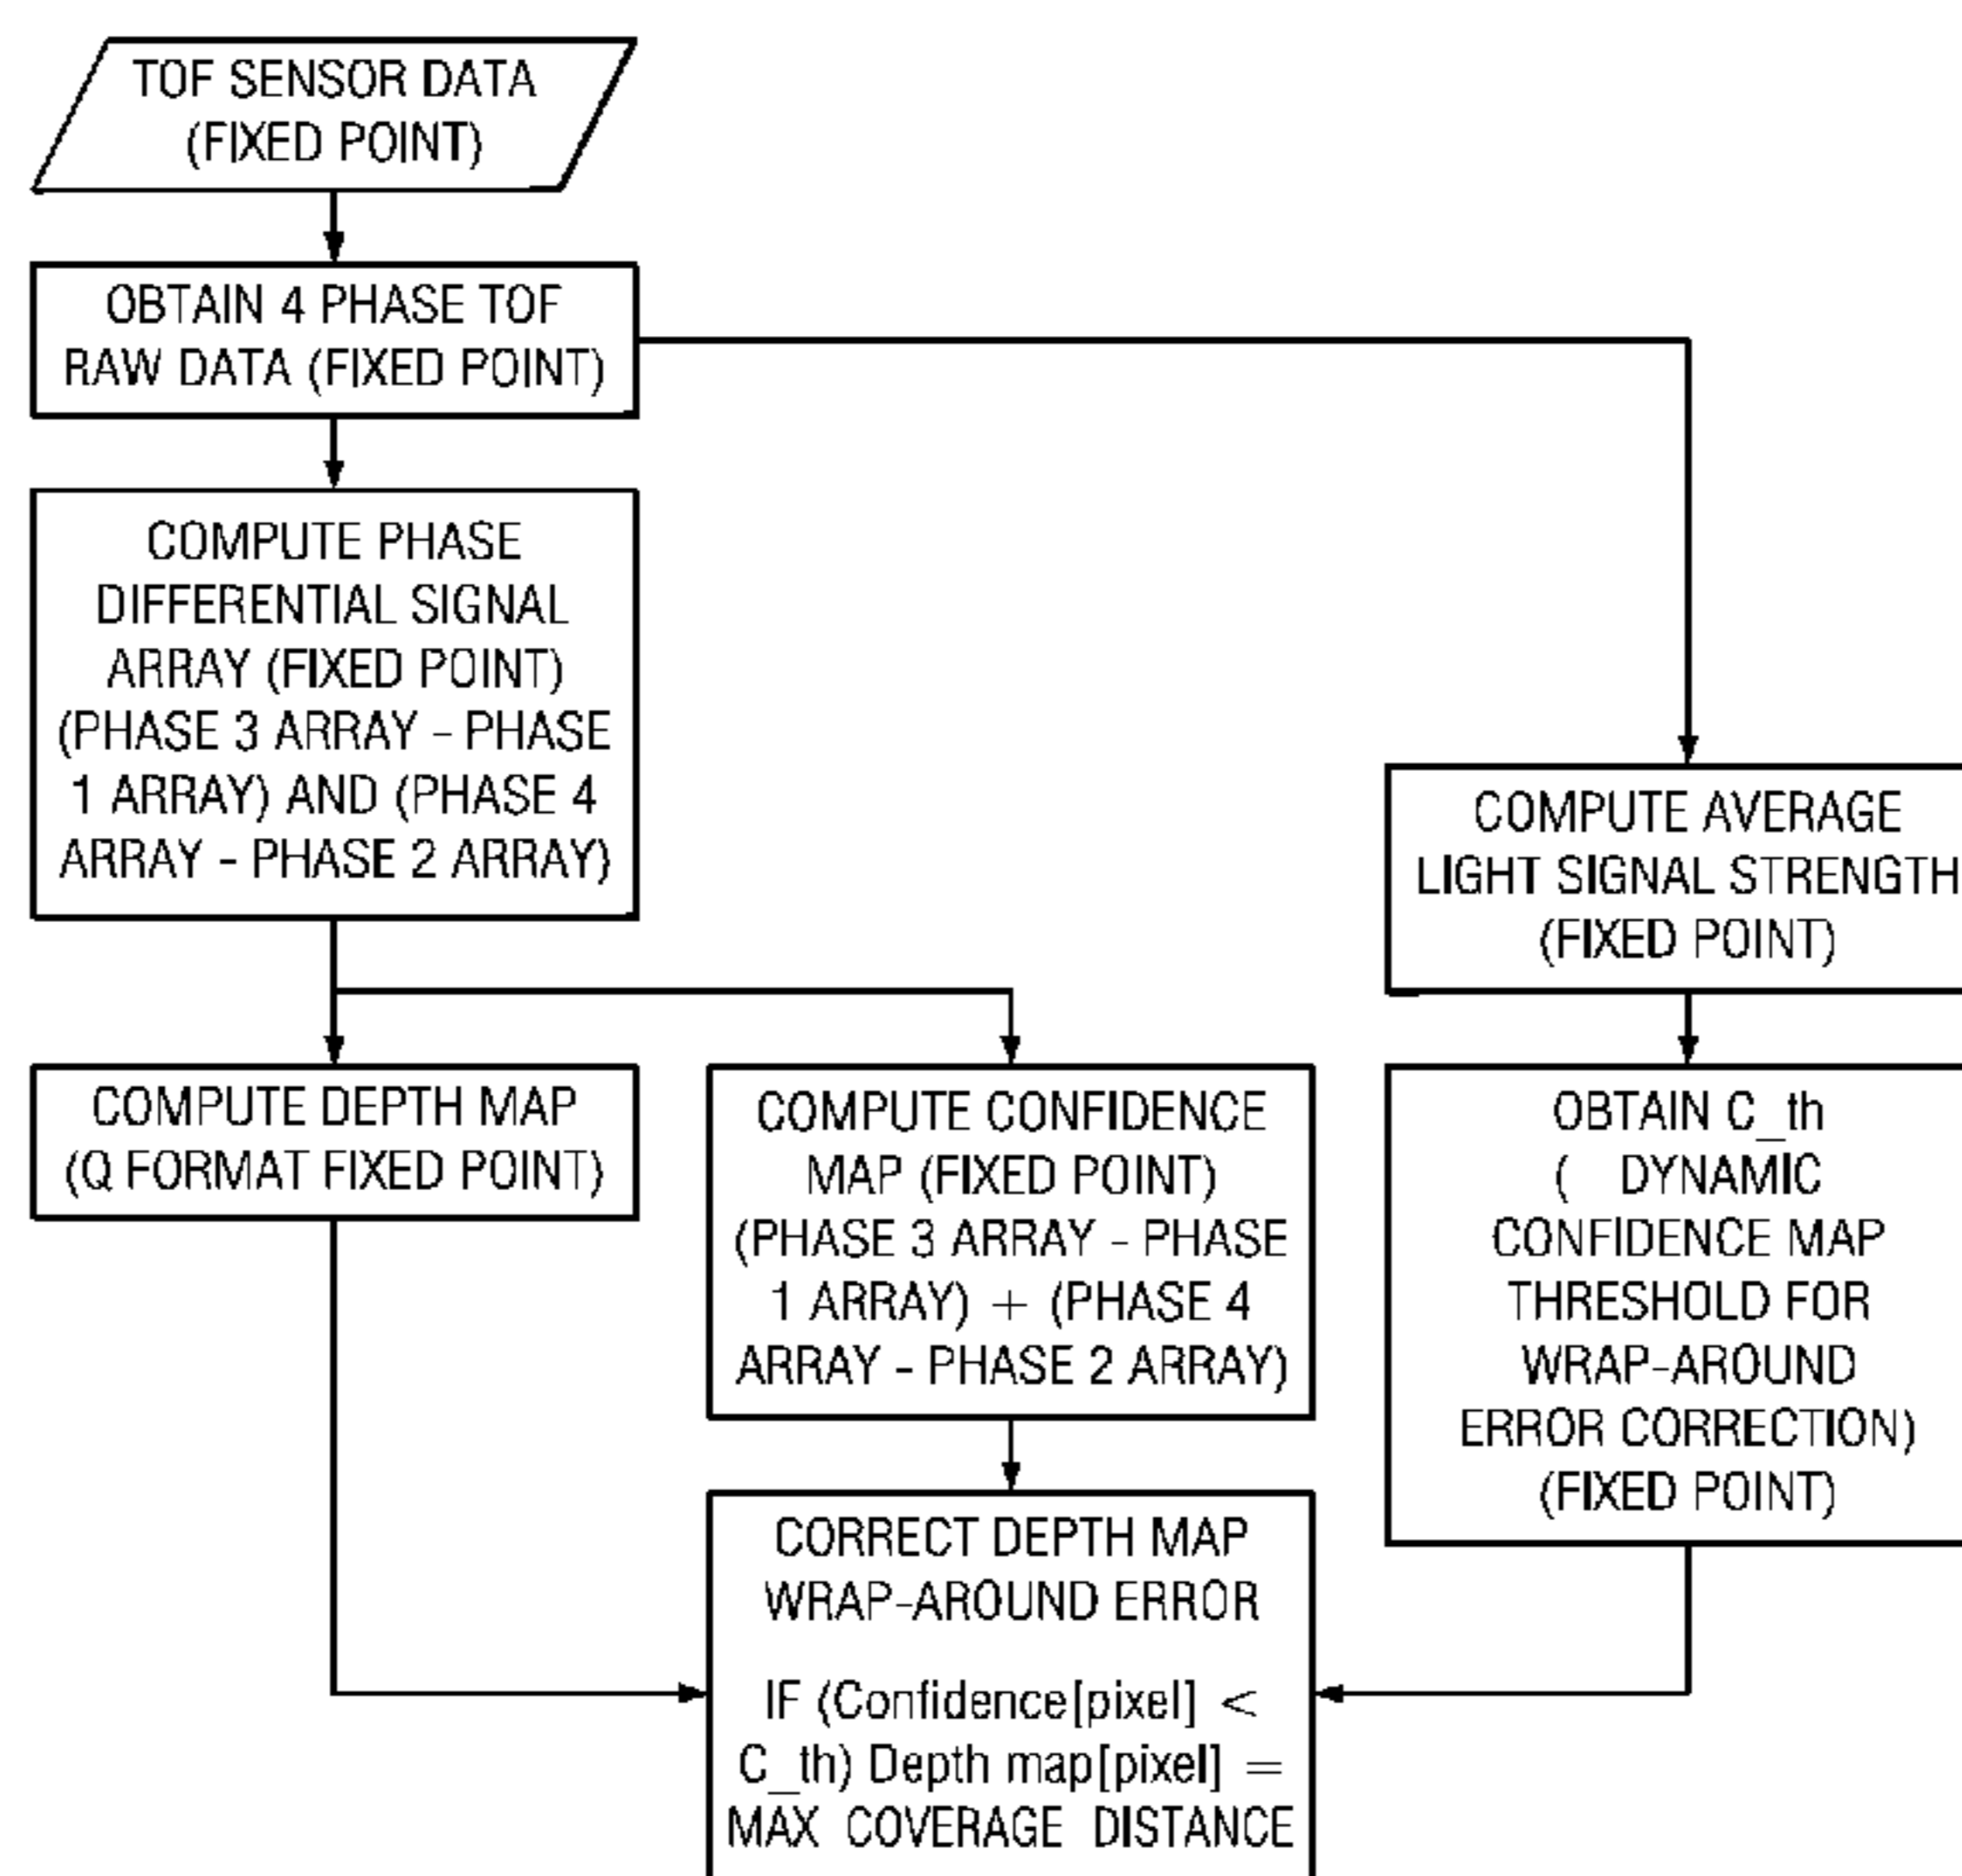 TOF SENSOR DATA
(FIXED POINT)
OBTAIN 4 PHASE TOF
RAW DATA (FIXED POINT)
COMPUTE PHASE
DIFFERENTIAL SIGNAL
ARRAY (FIXED POINT)
(PHASE 3 ARRAY - PHASE
1 ARRAY) AND (PHASE 4
ARRAY - PHASE 2 ARRAY)
COMPUTE AVERAGE
LIGHT SIGNAL STRENGTH
(FIXED POINT)
COMPUTE DEPTH MAP
(Q FORMAT FIXED POINT)
COMPUTE CONFIDENCE
MAP (FIXED POINT)
(PHASE 3 ARRAY - PHASE
1 ARRAY) + (PHASE 4
ARRAY - PHASE 2 ARRAY)
OBTAIN C_th
( DYNAMIC
CONFIDENCE MAP
THRESHOLD FOR
WRAP-AROUND
ERROR CORRECTION)
(FIXED POINT)
CORRECT DEPTH MAP
WRAP-AROUND ERROR
IF (Confidence[pixel] <
C_th) Depth map[pixel] =
MAX COVERAGE DISTANCE